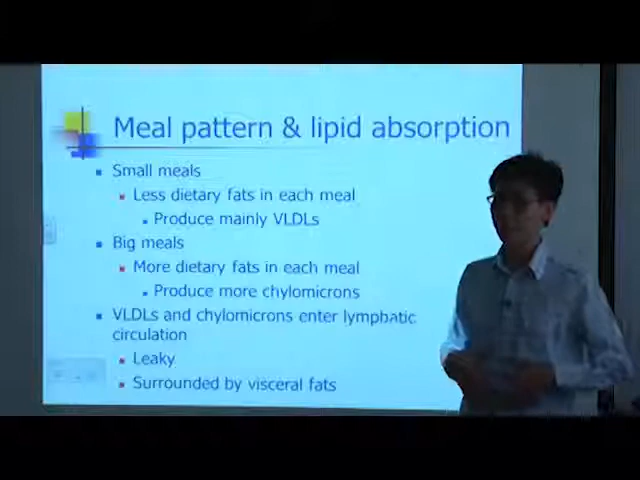 Meal pattern & lipid absorption
Small meals
Less dietary fats in each meal
Produce mainly VLDLs
Big meals
More dietary fats in each meal
Produce more chylomicrons
VLDLs and chylomicrons enter lymphatic
circulation
Leaky
Surrounded by visceral fats